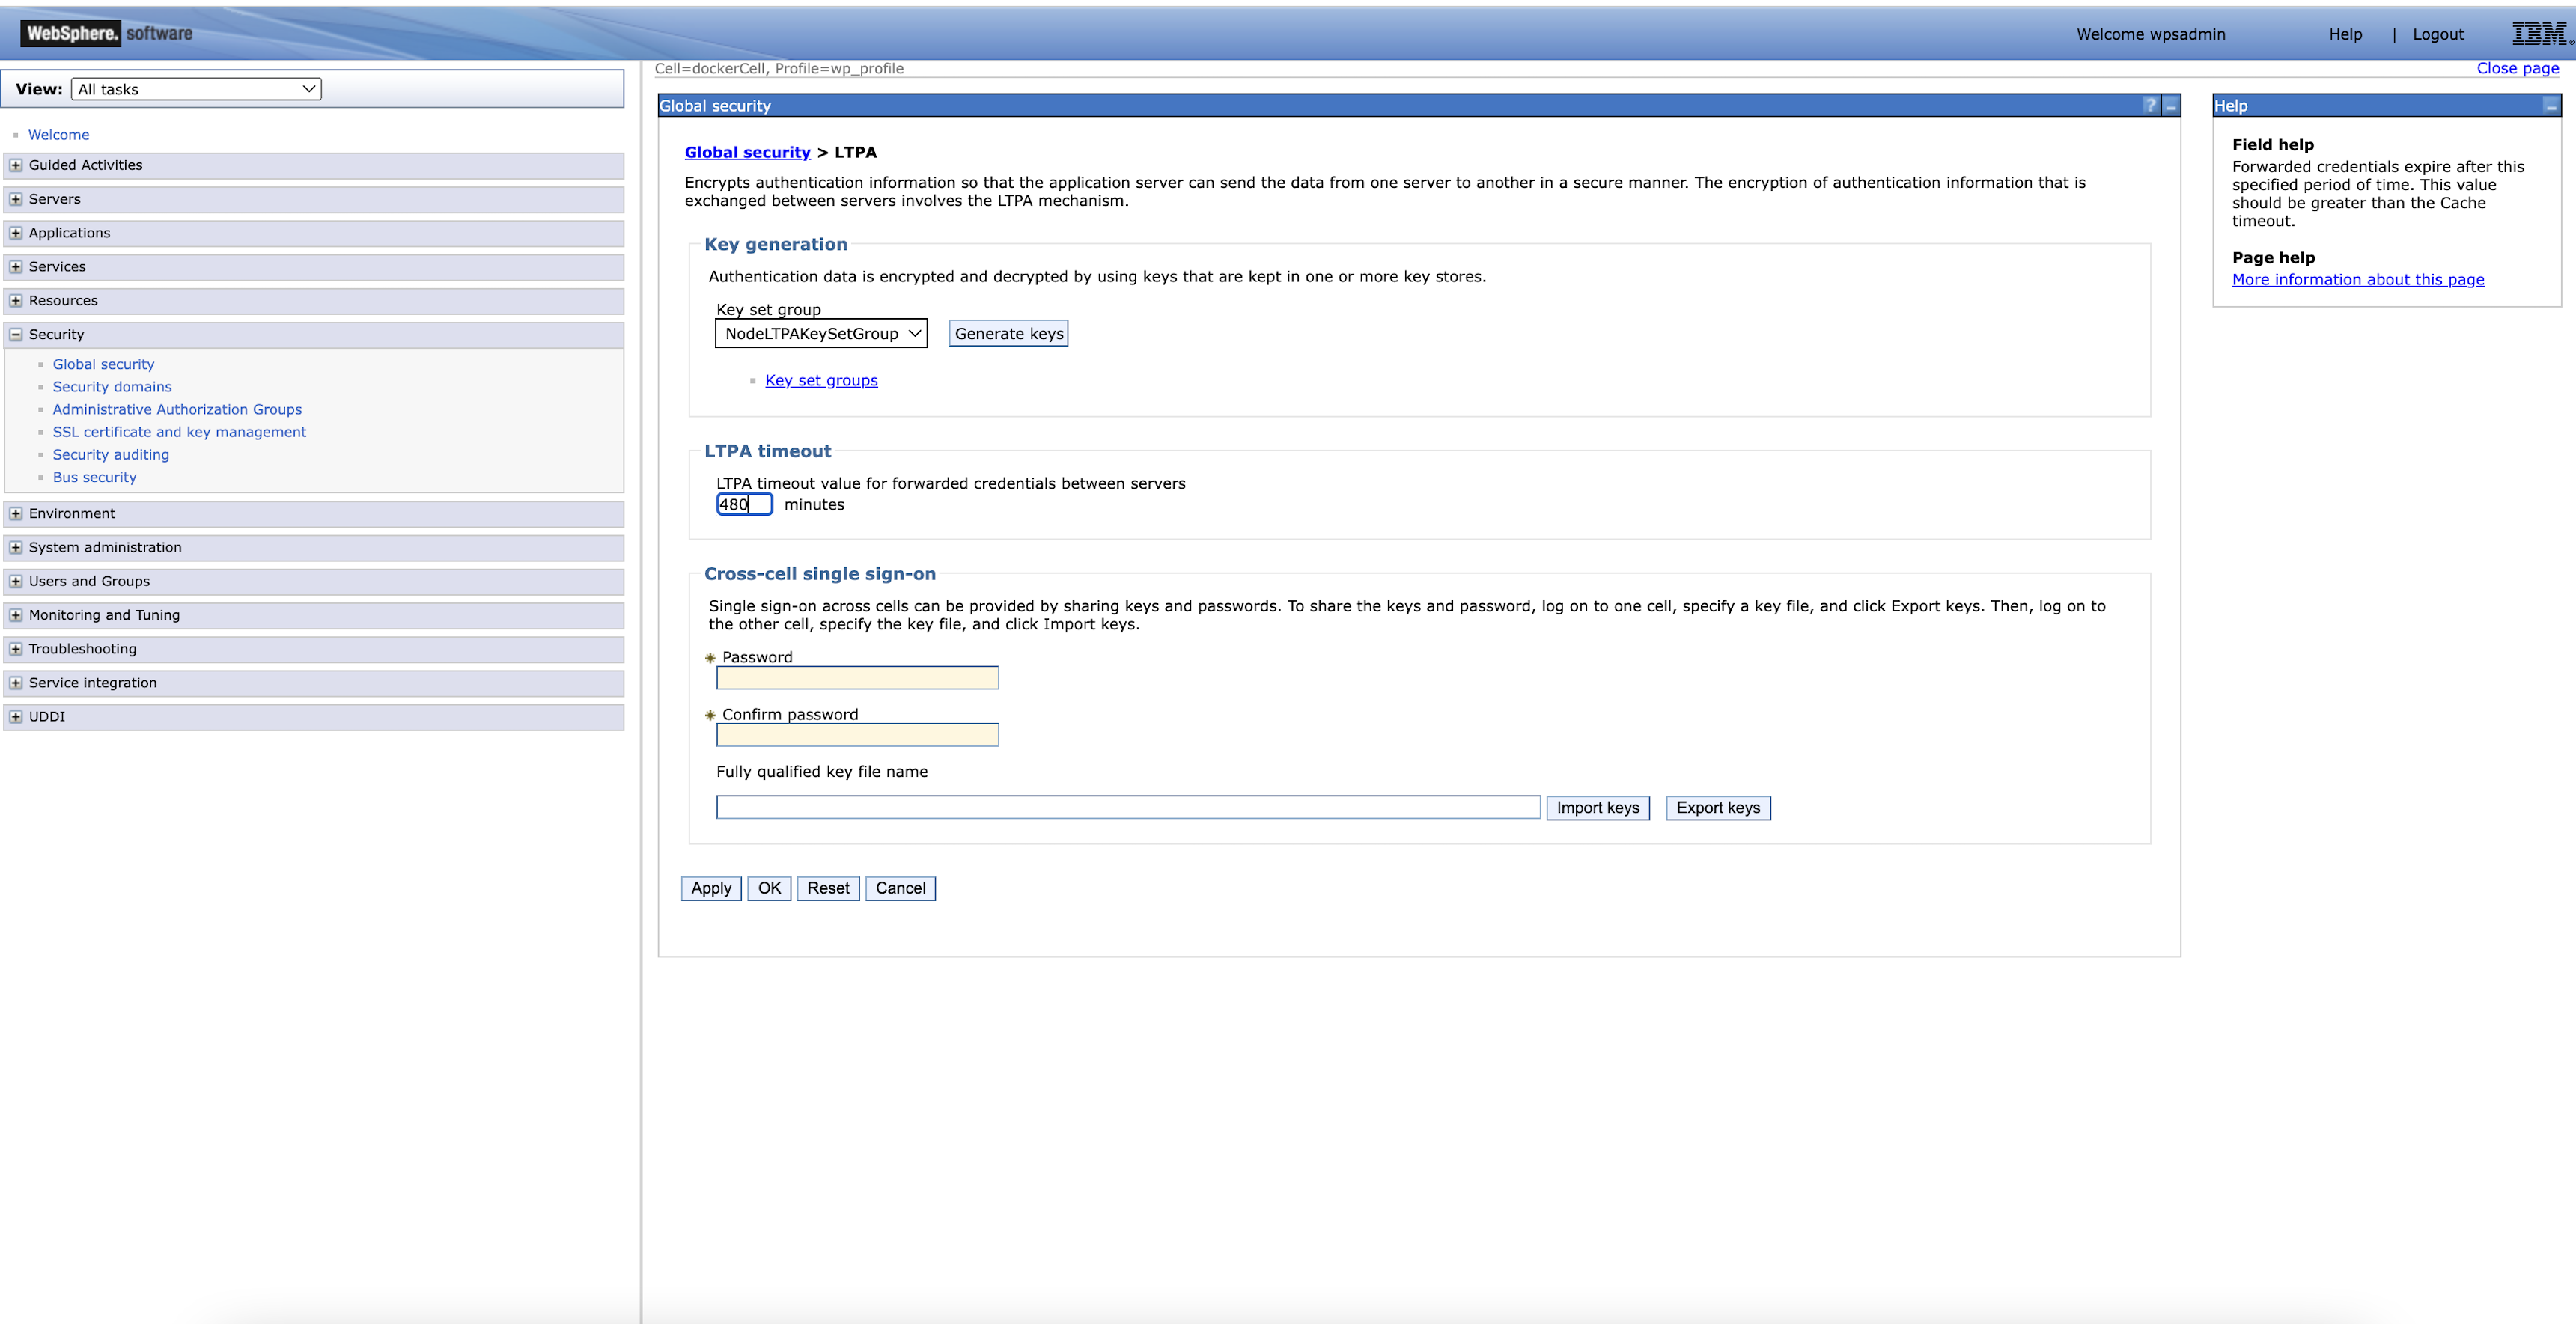 WebSphere. software
Welcome wpsadmin
Help | Logout
IBM.
View: All tasks
Welcome
Guided Activities
Servers
Applications
Services
Resources
Security
Global security
Security domains
Administrative Authorization Groups
SSL certificate and key management
Security auditing
Bus security
Environment
System administration
Users and Groups
Monitoring and Tuning
Troubleshooting
Service integration
UDDI
Cell=dockerCell, Profile=wp_profile
Close page
Global security
?
Global security > LTPA
Encrypts authentication information so that the application server can send the data from one server to another in a secure manner. The encryption of authentication information that is
exchanged between servers involves the LTPA mechanism.
Key generation
Authentication data is encrypted and decrypted by using keys that are kept in one or more key stores.
Key set group
NodeLTPAKeySetGroup
Generate keys
Key set groups
LTPA timeout
LTPA timeout value for forwarded credentials between servers
480 minutes
Cross-cell single sign-on
Single sign-on across cells can be provided by sharing keys and passwords. To share the keys and password, log on to one cell, specify a key file, and click Export keys. Then, log on to
the other cell, specify the key file, and click Import keys.
Password
Confirm password
Fully qualified key file name
Import keys
Export keys
Apply
OK
Reset
Cancel
Help
Field help
Forwarded credentials expire after this
specified period of time. This value
should be greater than the Cache
timeout.
Page help
More information about this page